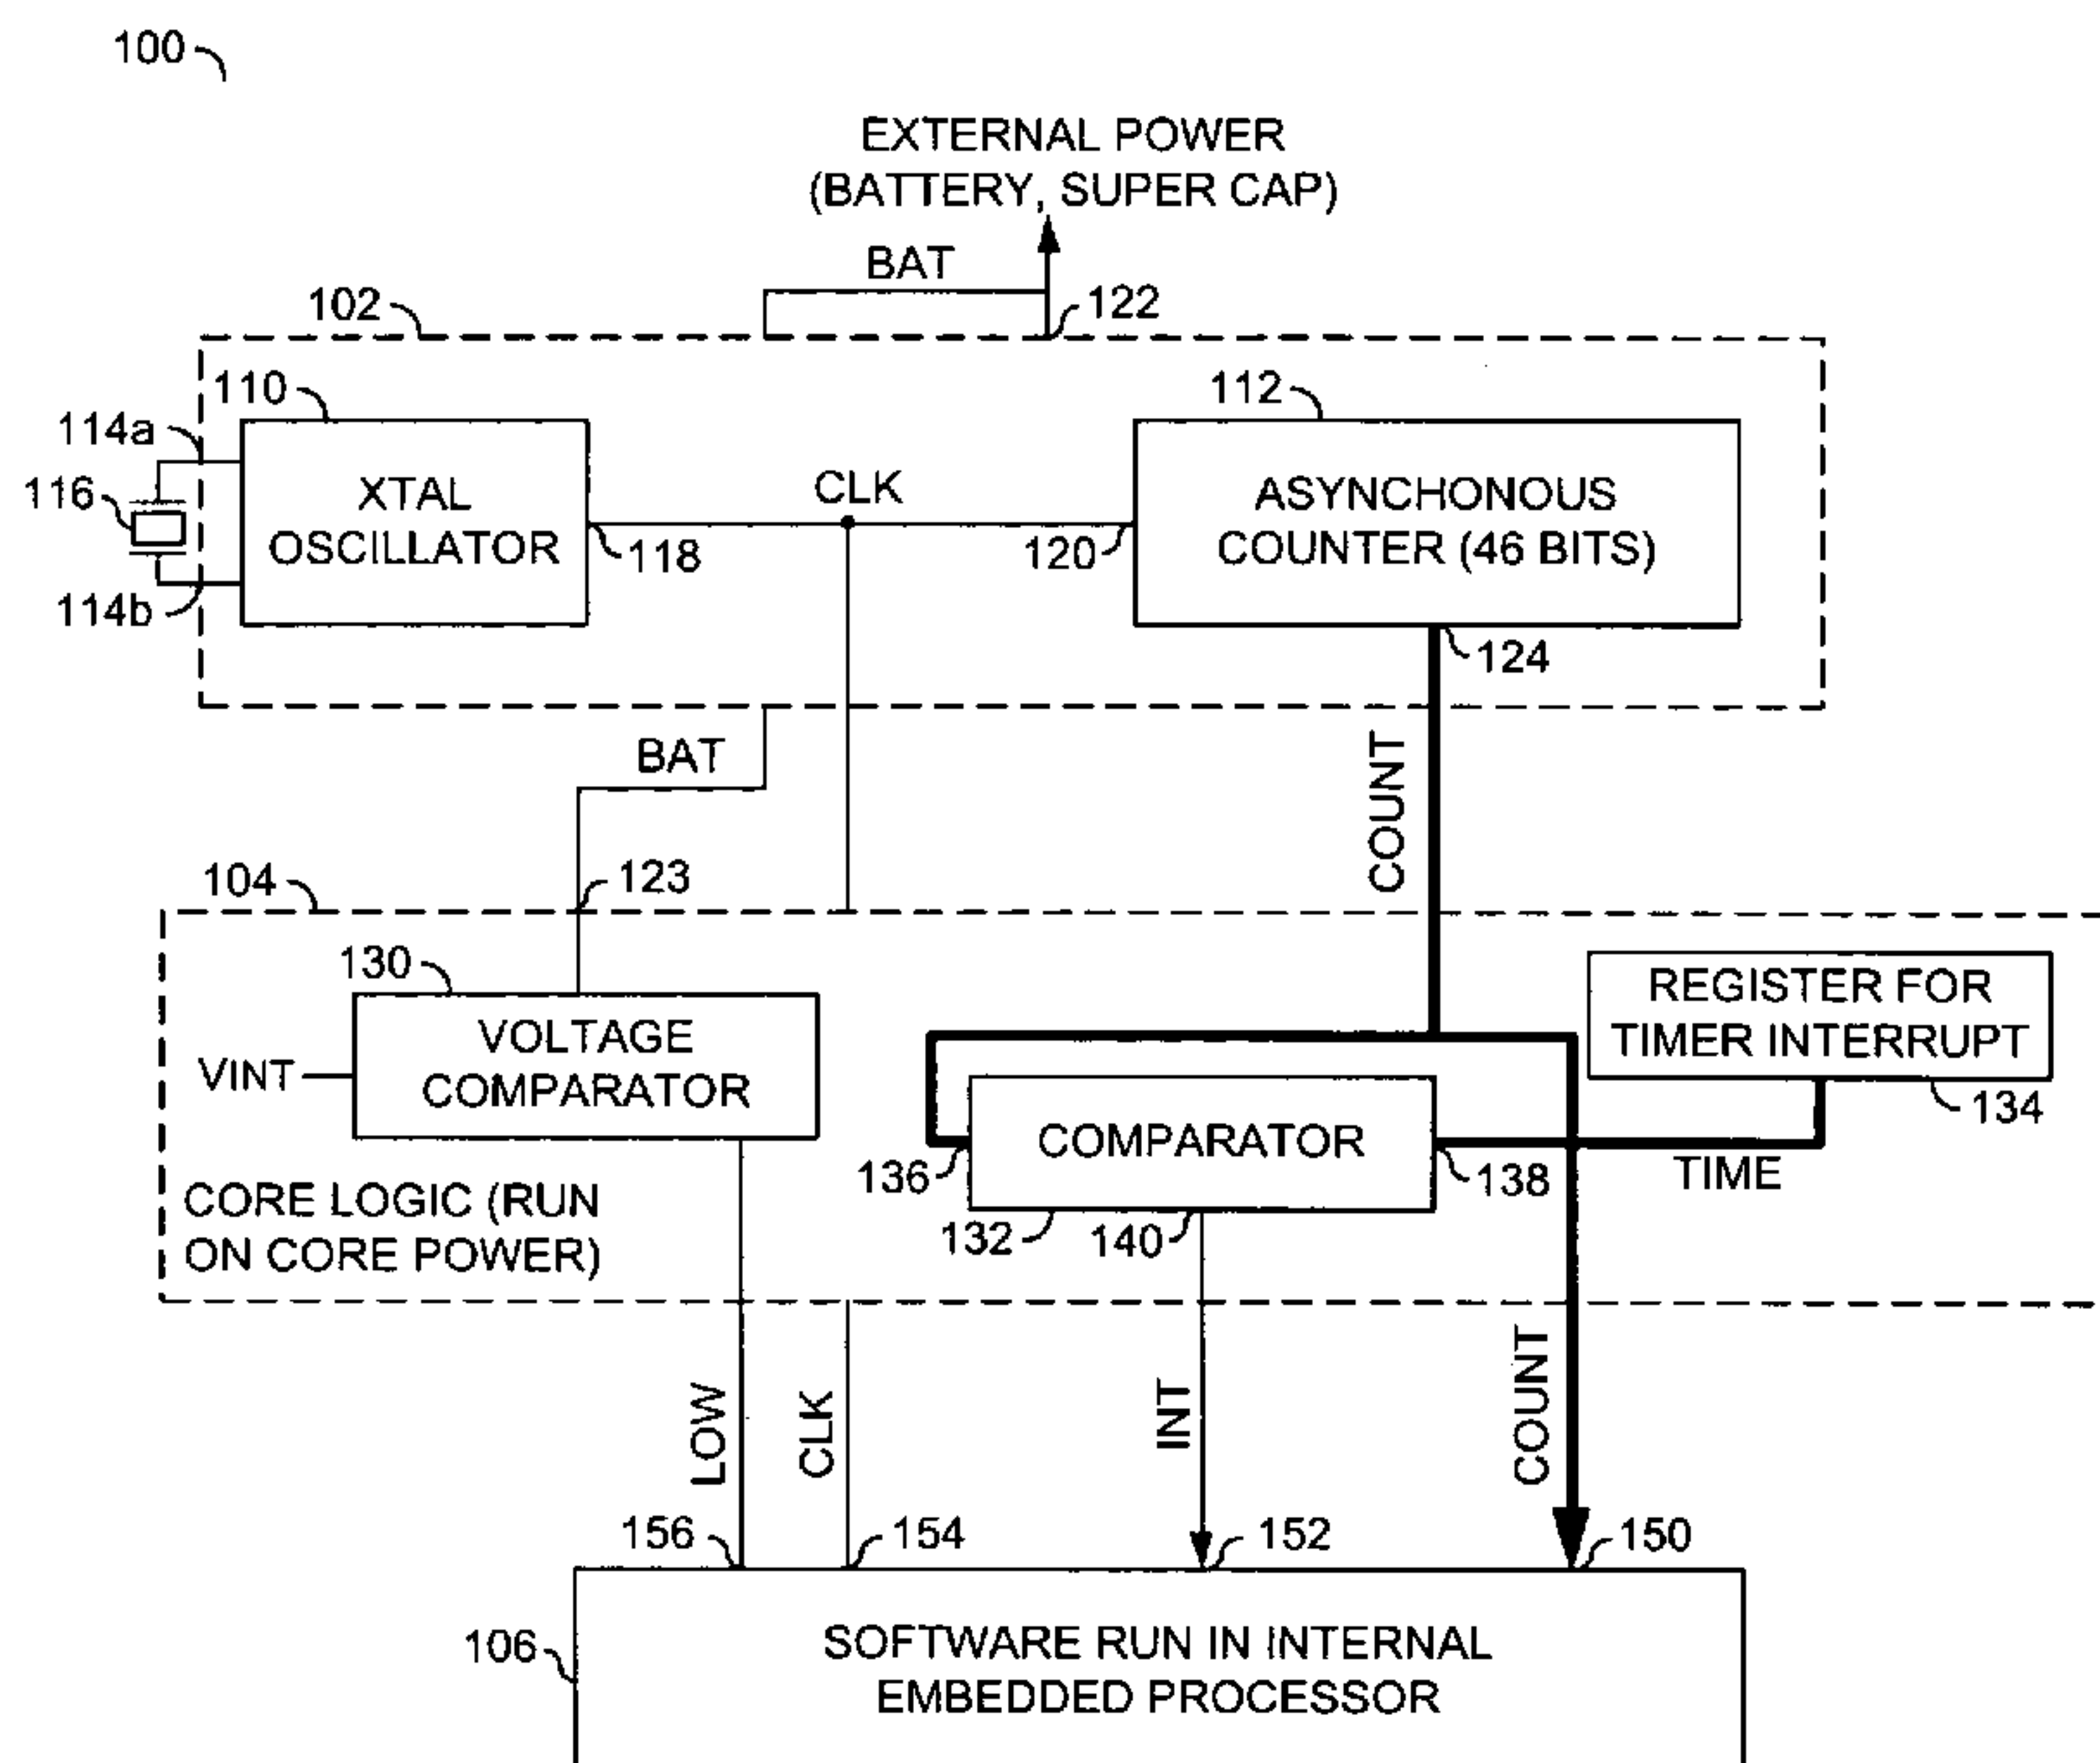 100
EXTERNAL POWER
(BATTERY, SUPER CAP)
BAT
102
122
110
112
114a
116
XTAL
OSCILLATOR
CLK
ASYNCHONOUS
COUNTER (46 BITS)
118
120
114b
124
BAT
COUNT
104
123
130
REGISTER FOR
TIMER INTERRUPT
VOLTAGE
COMPARATOR
VINT
134
COMPARATOR
136
138
TIME
CORE LOGIC (RUN
ON CORE POWER)
132
140
LOW
CLK
INT
COUNT
156
154
152
150
106
SOFTWARE RUN IN INTERNAL
EMBEDDED PROCESSOR